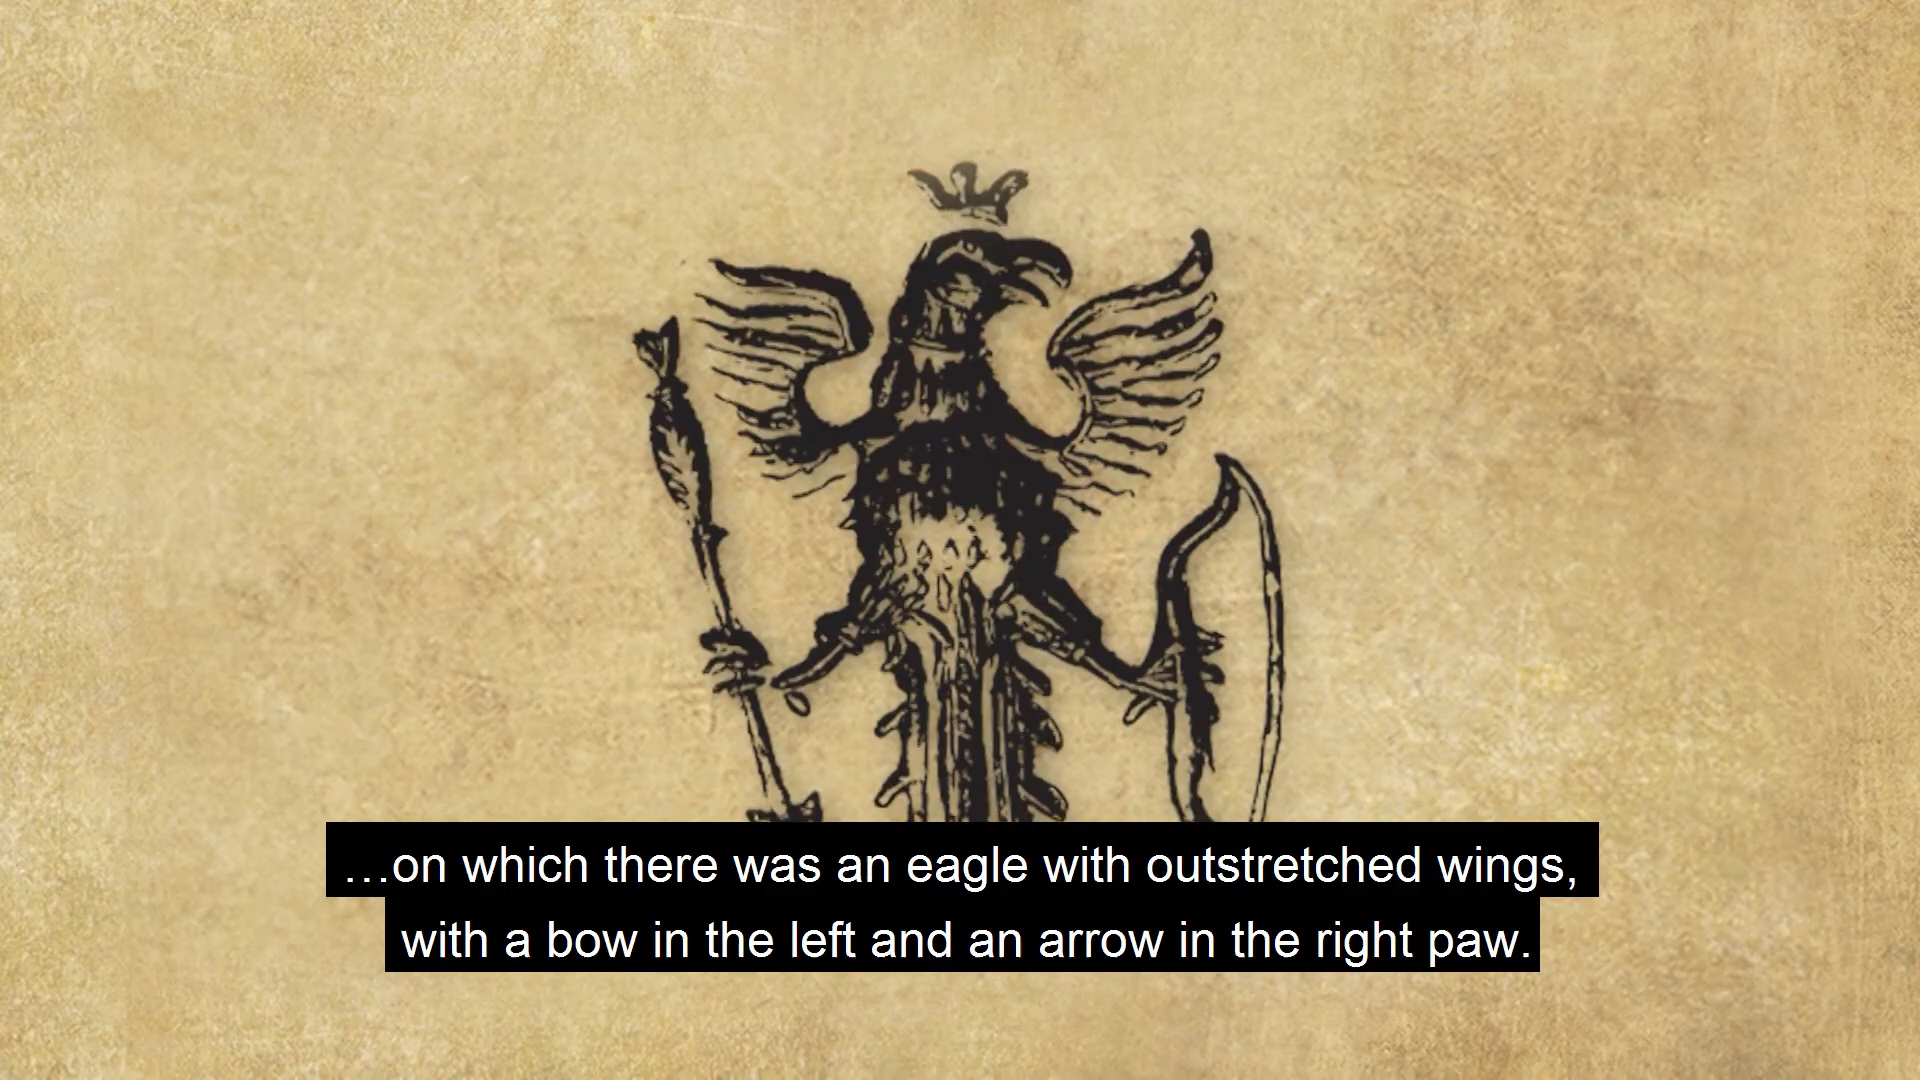 …on which there was an eagle with outstretched wings,
with a bow in the left and an arrow in the right paw.